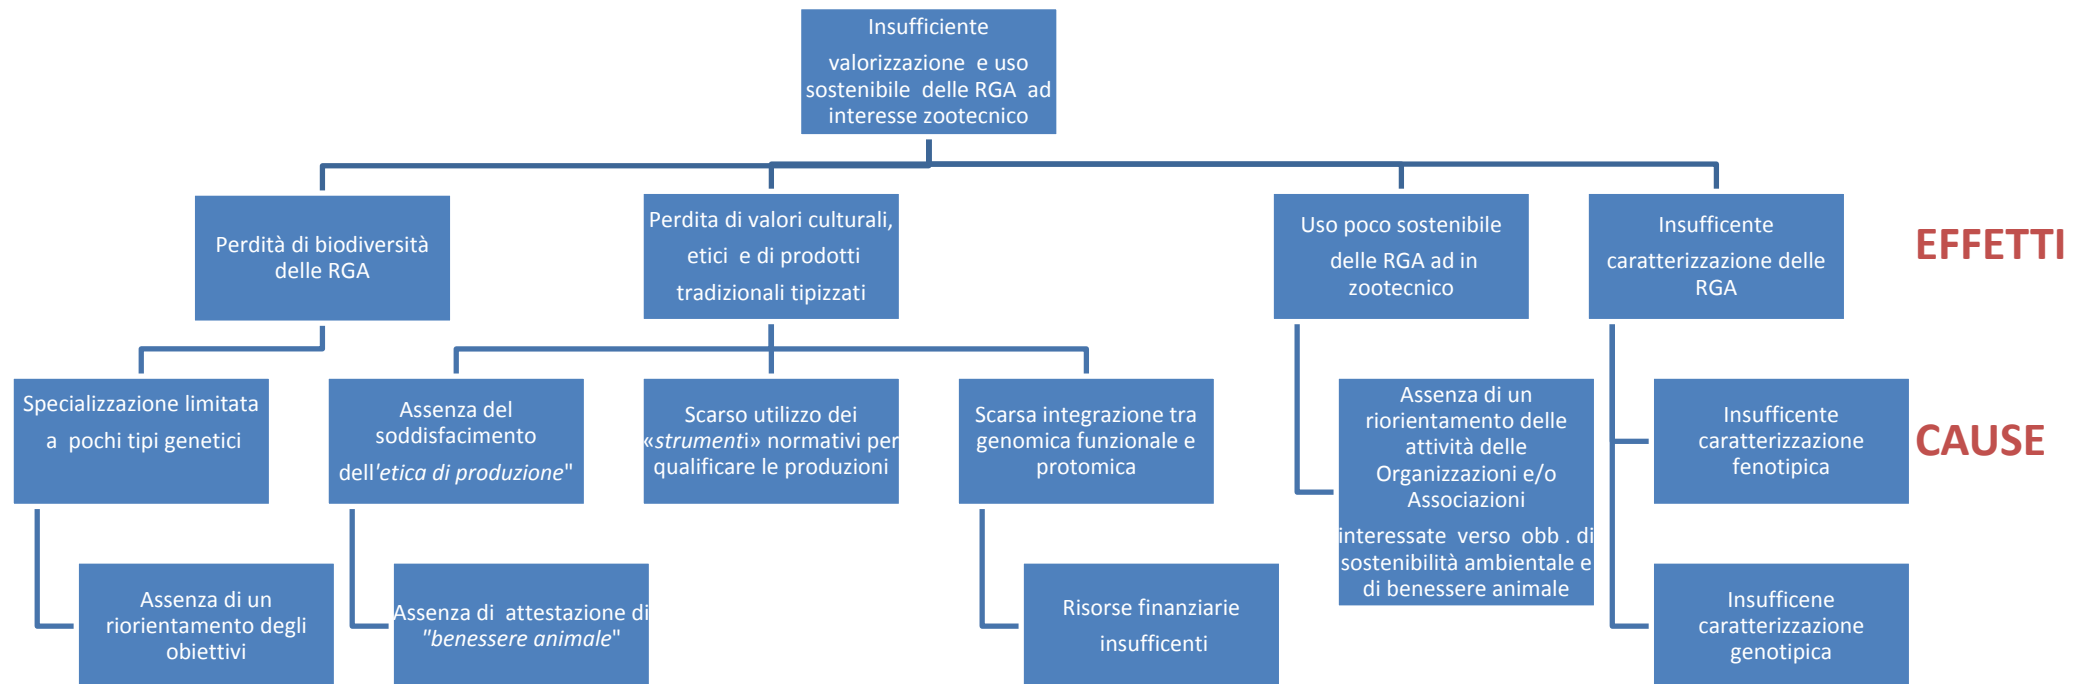 Insufficiente
valorizzazione e uso
sostenibile delle RGA ad
interesse zootecnico
Perdità di biodiversità
delle RGA
Perdita di valori culturali,
etici e di prodotti
tradizionali tipizzati
Uso poco sostenibile
delle RGA ad in
zootecnico
Insufficente
caratterizzazione delle
RGA
EFFETTI
Specializzazione limitata
a pochi tipi genetici
Assenza del
soddisfacimento
dell'etica di produzione"
Scarso utilizzo dei
«strumenti» normativi per
qualificare le produzioni
Scarsa integrazione tra
genomica funzionale e
protomica
Assenza di un
riorientamento delle
attività delle
Organizzazioni e/o
Associazioni
interessate verso obb . di
sostenibilità ambientale e
di benessere animale
Insufficente
caratterizzazione
fenotipica
CAUSE
Assenza di un
riorientamento degli
obiettivi
Assenza di attestazione di
"benessere animale"
Risorse finanziarie
insufficenti
Insufficene
caratterizzazione
genotipica